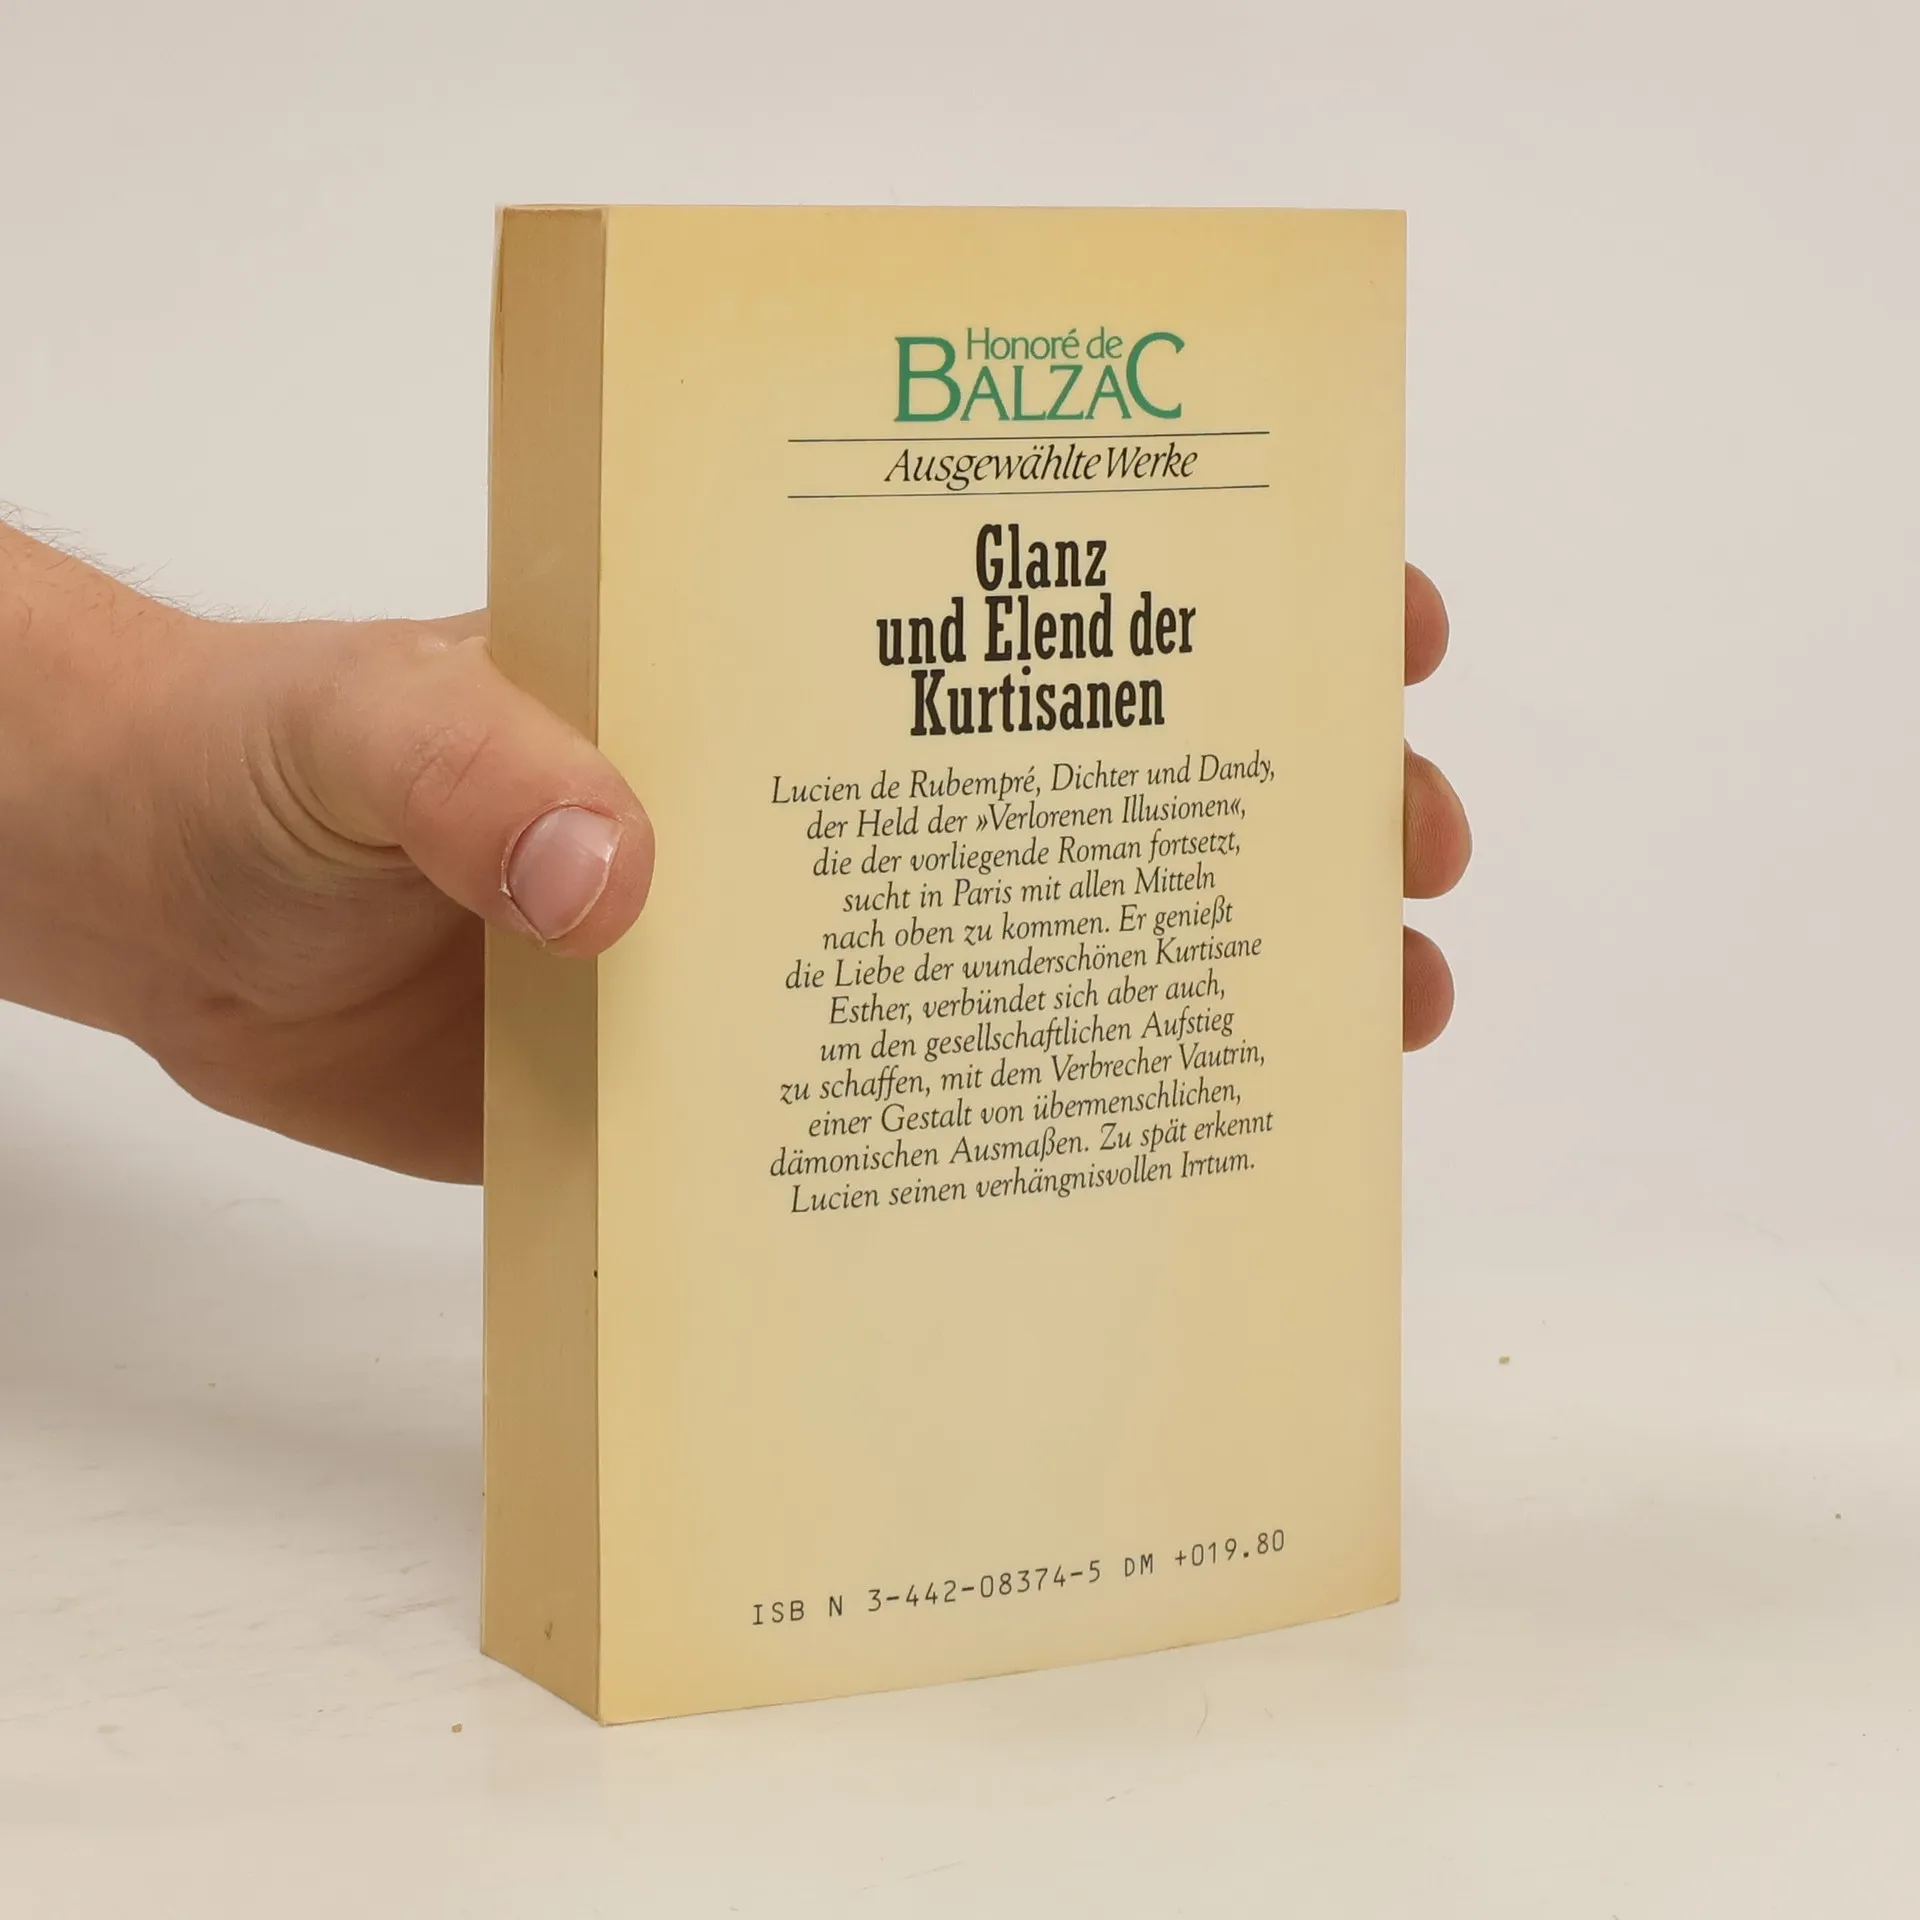 Honoré de
BALZAC
Ausgewählte Werke
Glanz
und Elend der
Kurtisanen
Lucien de Rubempré, Dichter und Dandy,
der Held der »Verlorenen Illusionen«,
die der vorliegende Roman fortsetzt,
sucht in Paris mit allen Mitteln
nach oben zu kommen. Er genießt
die Liebe der wunderschönen Kurtisane
Esther, verbündet sich aber auch,
um den gesellschaftlichen Aufstieg
zu schaffen, mit dem Verbrecher Vautrin,
einer Gestalt von übermenschlichen,
dämonischen Ausmaßen. Zu spät erkennt
Lucien seinen verhängnisvollen Irrtum.
ISB N 3-442-08374-5 DM +019.80